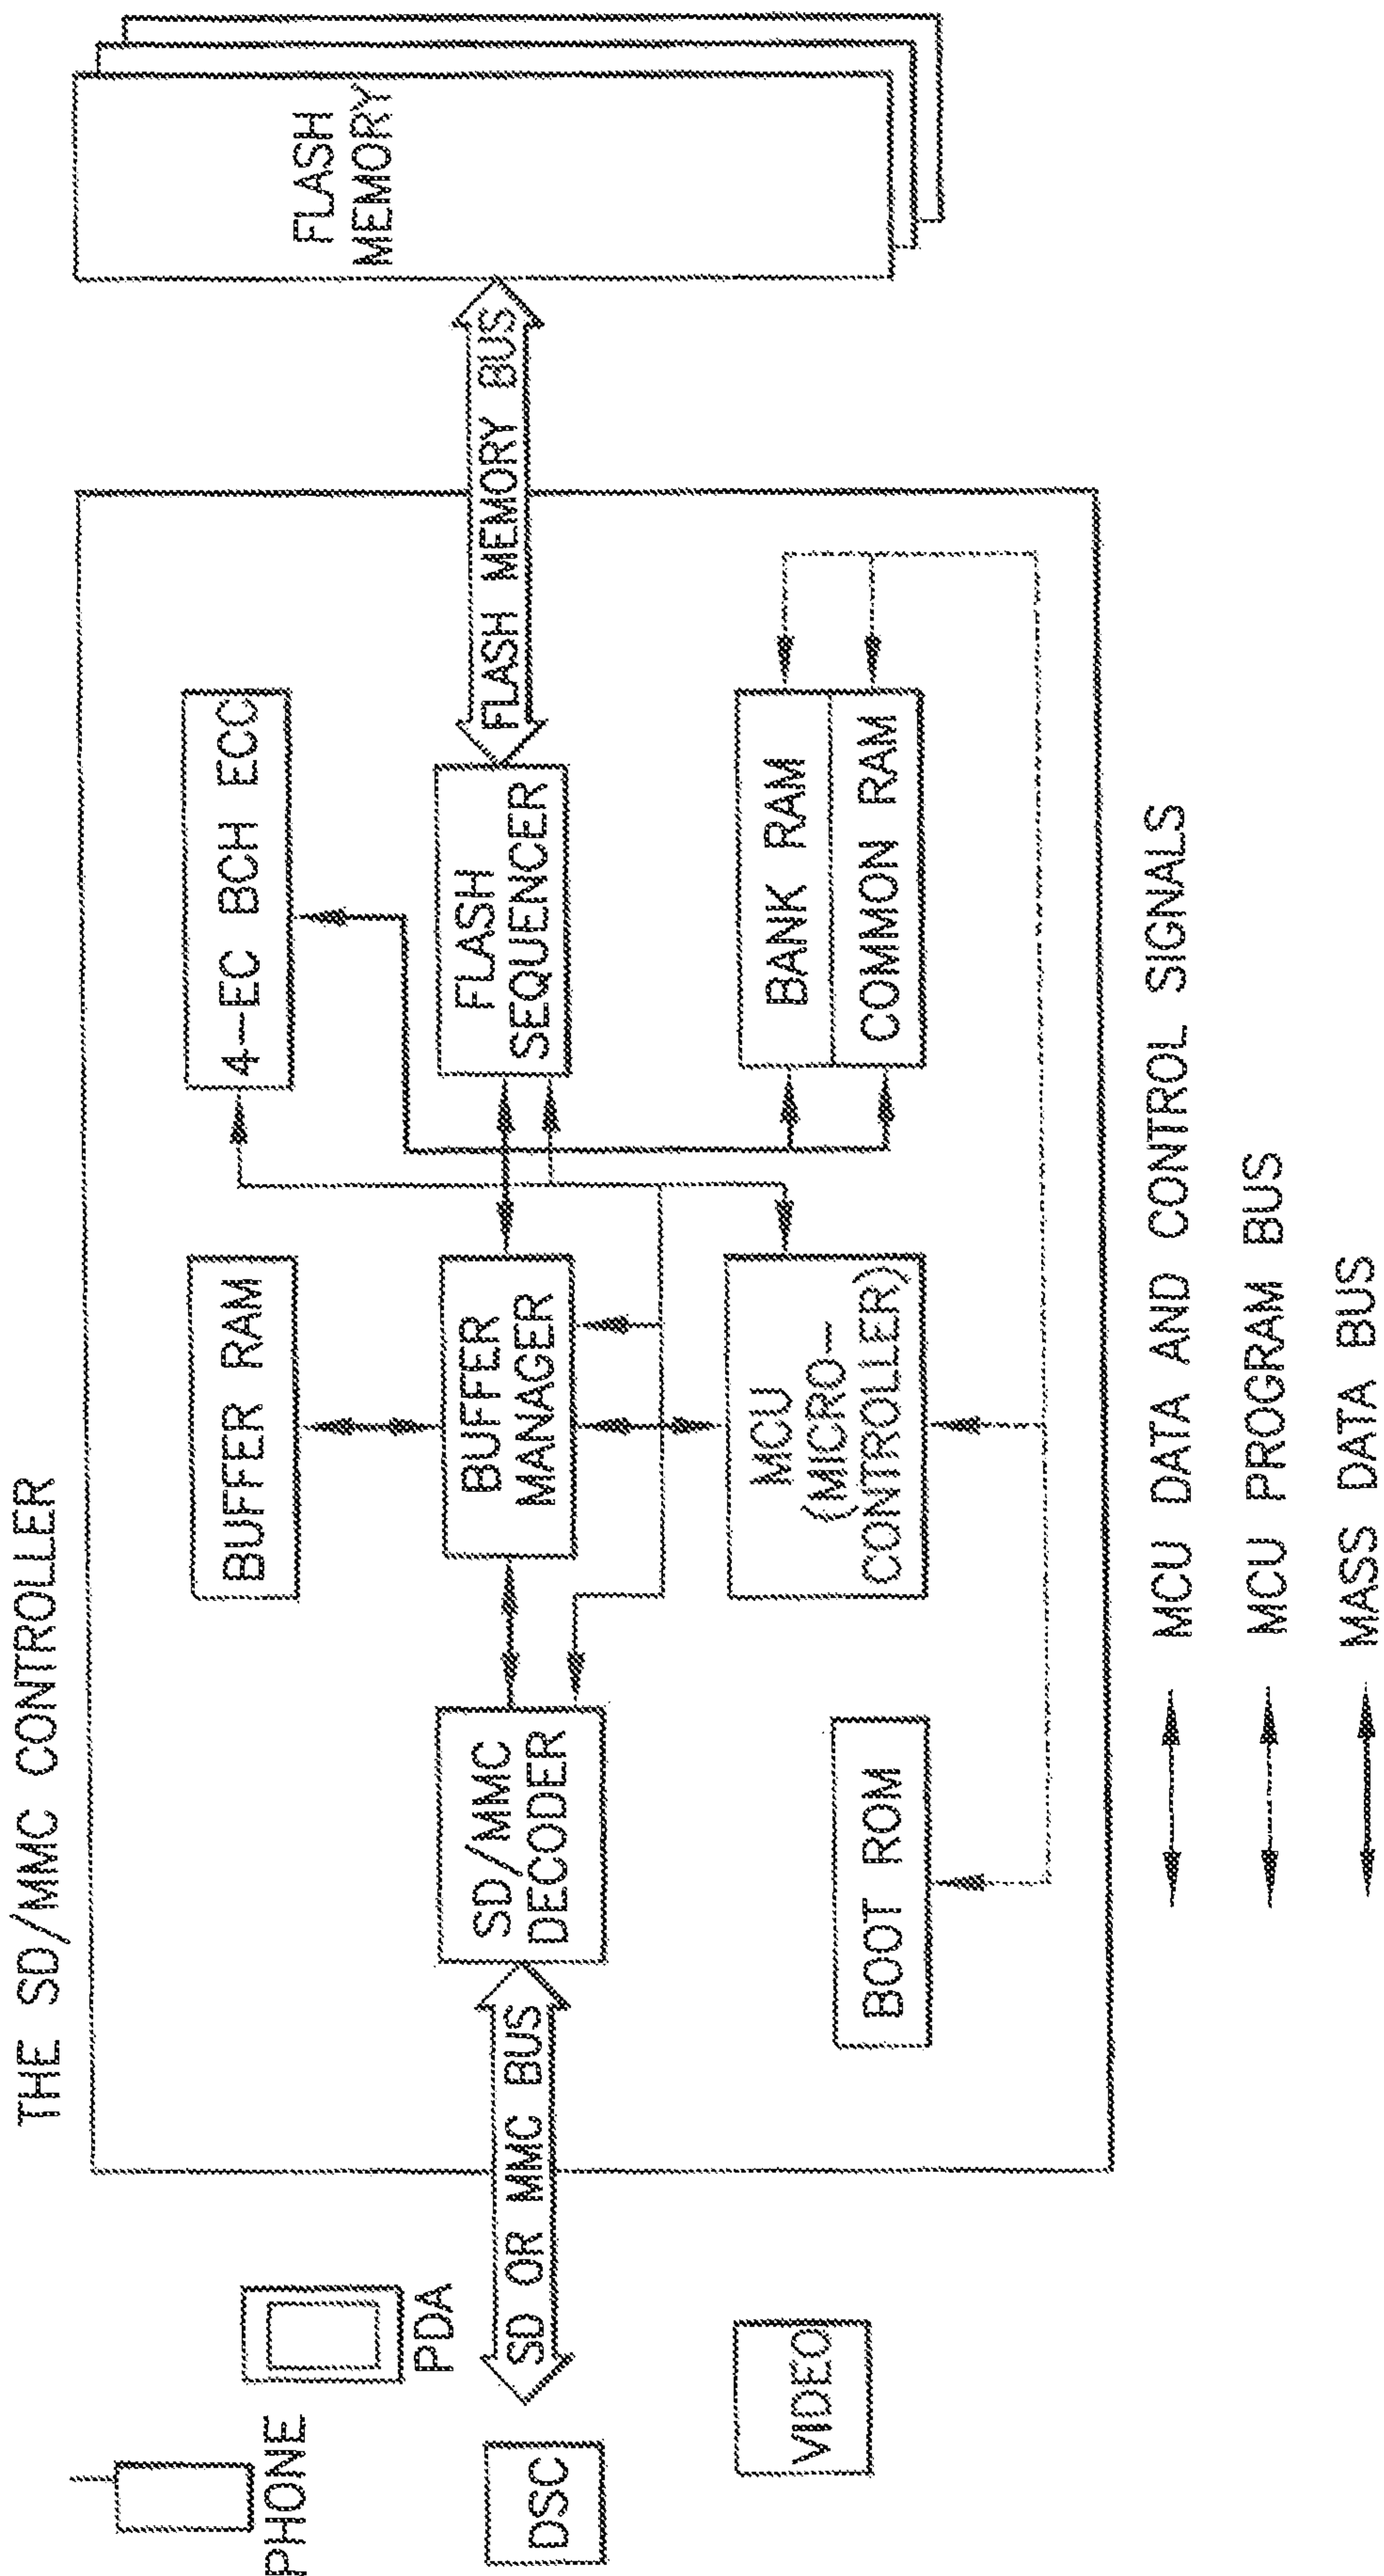 THE SD/MMC CONTROLLER
PHONE
PDA
DSC
VIDEO
SD OR MMC BUS
SD/MMC
DECODER
BOOT ROM
BUFFER RAM
BUFFER
MANAGER
MCU
(MICRO-
CONTROLLER)
4-EC BCH ECC
FLASH
SEQUENCER
BANK RAM
COMMON RAM
FLASH MEMORY BUS
FLASH
MEMORY
MCU DATA AND CONTROL SIGNALS
MCU PROGRAM BUS
MASS DATA BUS